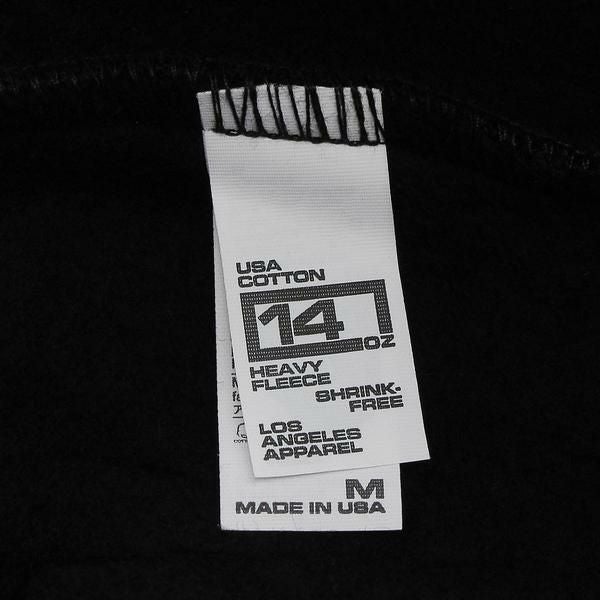 USA
COTTON
14
OZ
HEAVY
FLEECE
SHRINK-
FREE
LOS
ANGELES
APPAREL
M
MADE IN USA